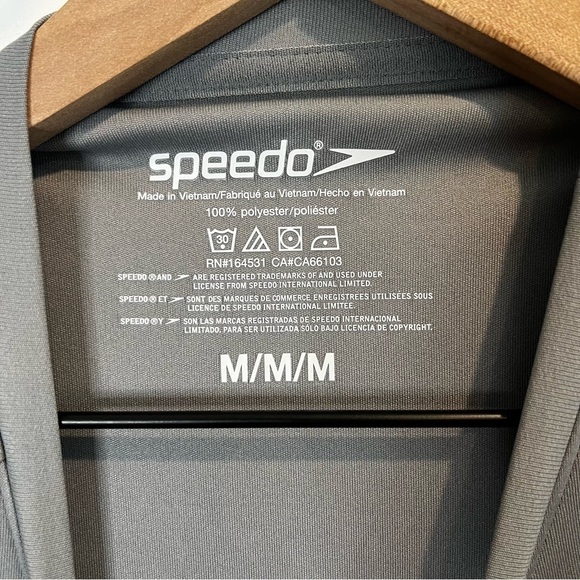 speedo®
Made in Vietnam/Fabriqué au Vietnam/Hecho en Vietnam
100% polyester/poliéster
30
RN#164531 CA#CA66103
SPEEDO ® AND ARE REGISTERED TRADEMARKS OF AND USED UNDER
LICENSE FROM SPEEDO INTERNATIONAL LIMITED.
SPEEDO ® ET SONT DES MARQUES DE COMMERCE ENREGISTREES UTILISÉES SOUS
LICENCE DE SPEEDO INTERNATIONAL LIMITEE.
SPEEDO ® Y SON LAS MARCAS REGISTRADAS DE SPEEDO INTERNACIONAL
LIMITADO, PARA SER UTILIZADA SÓLO BAJO LICENCIA DE COPYRIGHT.
M/M/M